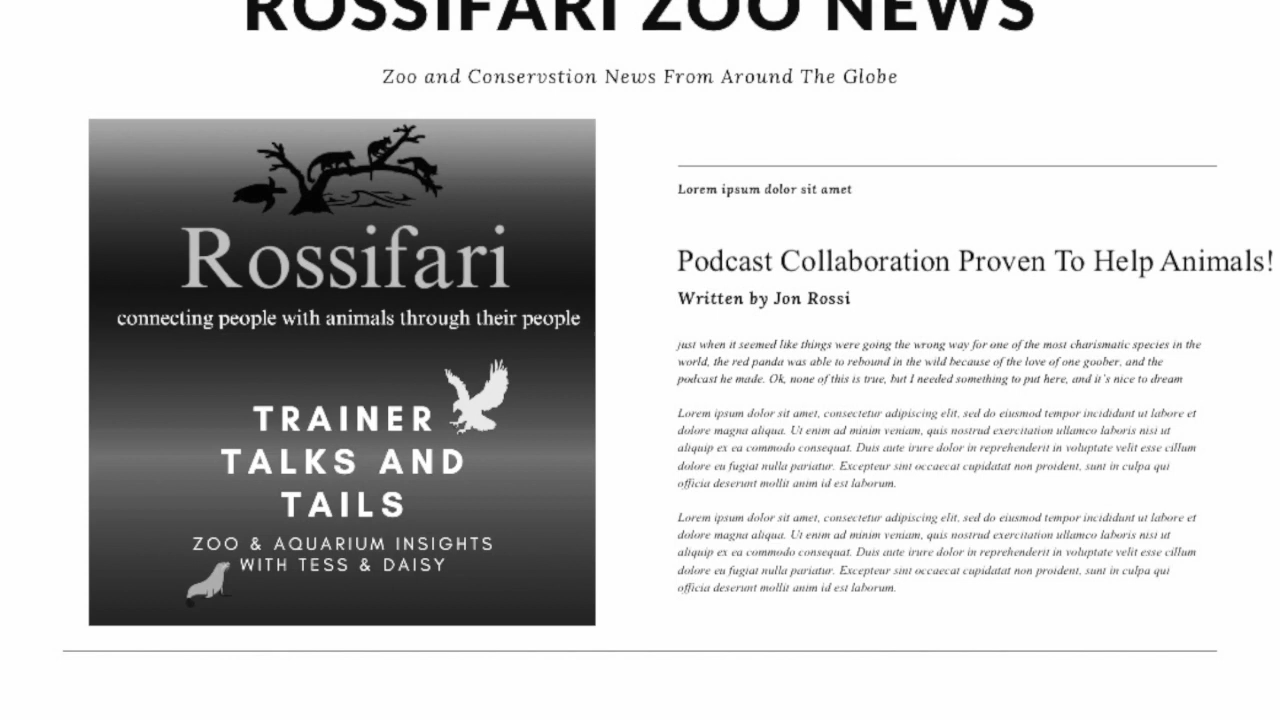 ROSSIFARI ZOO NEWS
Zoo and Conservstion News From Around The Globe
Rossifari
connecting people with animals through their people
TRAINER
TALKS AND
TAILS
ZOO & AQUARIUM INSIGHTS
WITH TESS & DAISY
Lorem ipsum dolor sit amet
Podcast Collaboration Proven To Help Animals!
Written by Jon Rossi
just when it seemed like things were going the wrong way for one of the most charismatic species in the
world, the red panda was able to rebound in the wild because of the love of one goober, and the
podcast he made. Ok, none of this is true, but I needed something to put here, and it's nice to dream
Lorem ipsum dolor sit amet, consectetur adipiscing elit, sed do eiusmod tempor incididunt ut labore et
dolore magna aliqua. Ut enim ad minim veniam, quis nostrud exercitation ullamco laboris nisi ut
aliquip ex ea commodo consequat. Duis aute irure dolor in reprehenderit in voluptate velit esse cillum
dolore eu fugiat nulla pariatur. Excepteur sint occaecat cupidatat non proident, sunt in culpa qui
officia deserunt mollit anim id est laborum.
Lorem ipsum dolor sit amet, consectetur adipiscing elit, sed do eiusmod tempor incididunt ut labore et
dolore magna aliqua. Ut enim ad minim veniam, quis nostrud exercitation ullamco laboris nisi ut
aliquip ex ea commodo consequat. Duis aute irure dolor in reprehenderit in voluptate velit esse cillum
dolore eu fugiat nulla pariatur. Excepteur sint occaecat cupidatat non proident, sunt in culpa qui
officia deserunt mollit anim id est laborum.